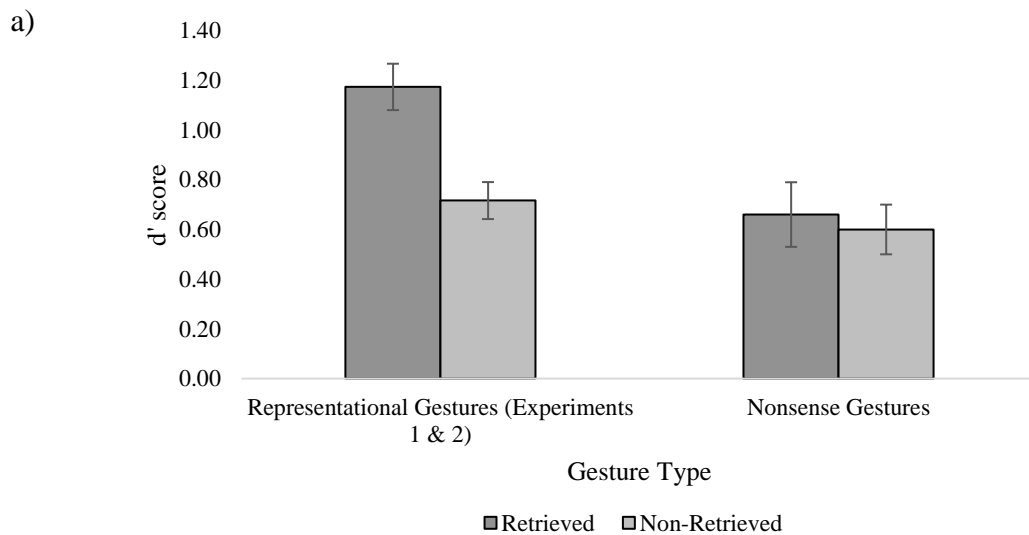 a)
1.40
1.20
1.00
0.80
0.60
0.40
0.20
0.00
d' score
Representational Gestures (Experiments
1 & 2)
Nonsense Gestures
Gesture Type
Retrieved
Non-Retrieved